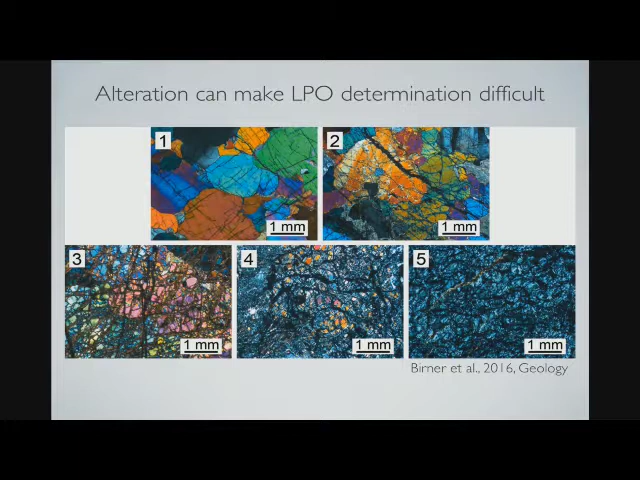 Alteration can make LPO determination difficult
1
1 mm
2
1 mm
3
1 mm
4
1 mm
5
1 mm
Birner et al., 2016, Geology